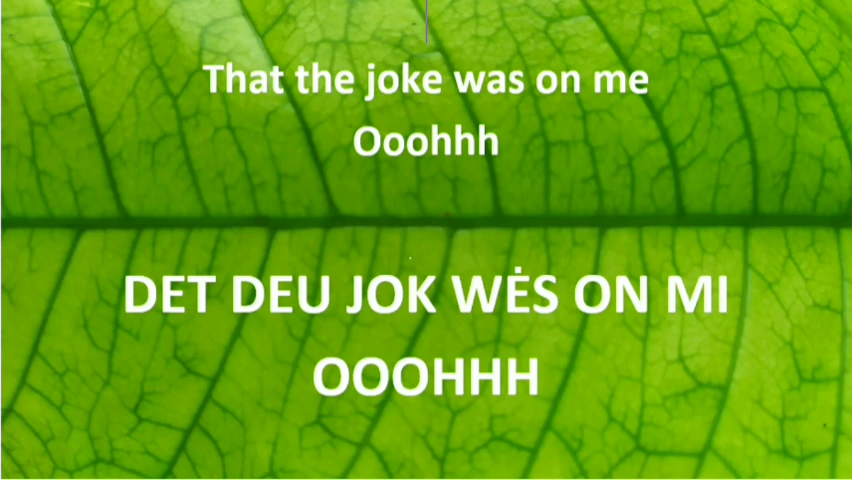 That the joke was on me
Ooohhh
DET DEU JOK WĖS ON MI
OOOHHH